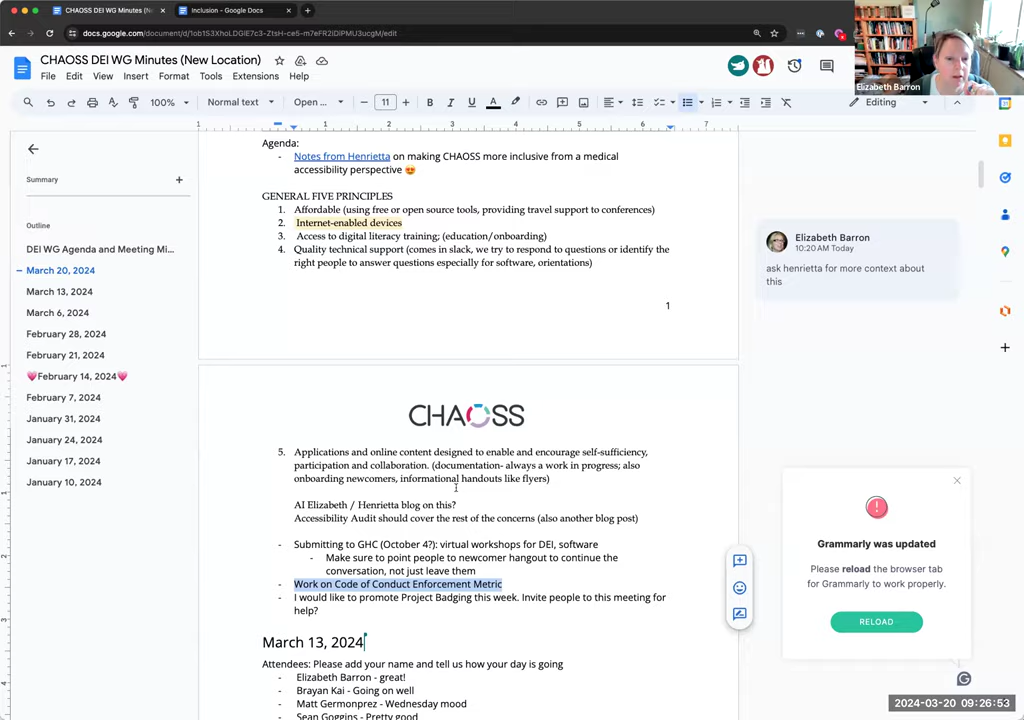 CHAOSS DEI WG Minutes (N
Inclusion - Google Docs
docs.google.com/document/d/1ob1S3XhoLDGIE7c3-ZtsH-ce5-m7eFR2iDiPMU3ucgM/edit
CHAOSS DEI WG Minutes (New Location)
File Edit View Insert Format Tools Extensions Help
100% Normal text Open ... 11 Editing
Elizabeth Barron
1 1 2 3 4 5 6 7
Summary
Outline
DEI WG Agenda and Meeting Mi...
March 20, 2024
March 13, 2024
March 6, 2024
February 28, 2024
February 21, 2024
💗February 14, 2024💗
February 7, 2024
January 31, 2024
January 24, 2024
January 17, 2024
January 10, 2024
Agenda:
- Notes from Henrietta on making CHAOSS more inclusive from a medical
accessibility perspective 😍
GENERAL FIVE PRINCIPLES
1. Affordable (using free or open source tools, providing travel support to conferences)
2. Internet-enabled devices
3. Access to digital literacy training; (education/onboarding)
4. Quality technical support (comes in slack, we try to respond to questions or identify the
right people to answer questions especially for software, orientations)
1
CHAOSS
5. Applications and online content designed to enable and encourage self-sufficiency,
participation and collaboration. (documentation- always a work in progress; also
onboarding newcomers, informational handouts like flyers)
AI Elizabeth / Henrietta blog on this?
Accessibility Audit should cover the rest of the concerns (also another blog post)
- Submitting to GHC (October 4?): virtual workshops for DEI, software
- Make sure to point people to newcomer hangout to continue the
conversation, not just leave them
- Work on Code of Conduct Enforcement Metric
- I would like to promote Project Badging this week. Invite people to this meeting for
help?
March 13, 2024
Attendees: Please add your name and tell us how your day is going
- Elizabeth Barron - great!
- Brayan Kai - Going on well
- Matt Germonprez - Wednesday mood
- Sean Goggins - Pretty good
Elizabeth Barron
10:20 AM Today
ask henrietta for more context about
this
Grammarly was updated
Please reload the browser tab
for Grammarly to work properly.
RELOAD
2024-03-20 09:26:53